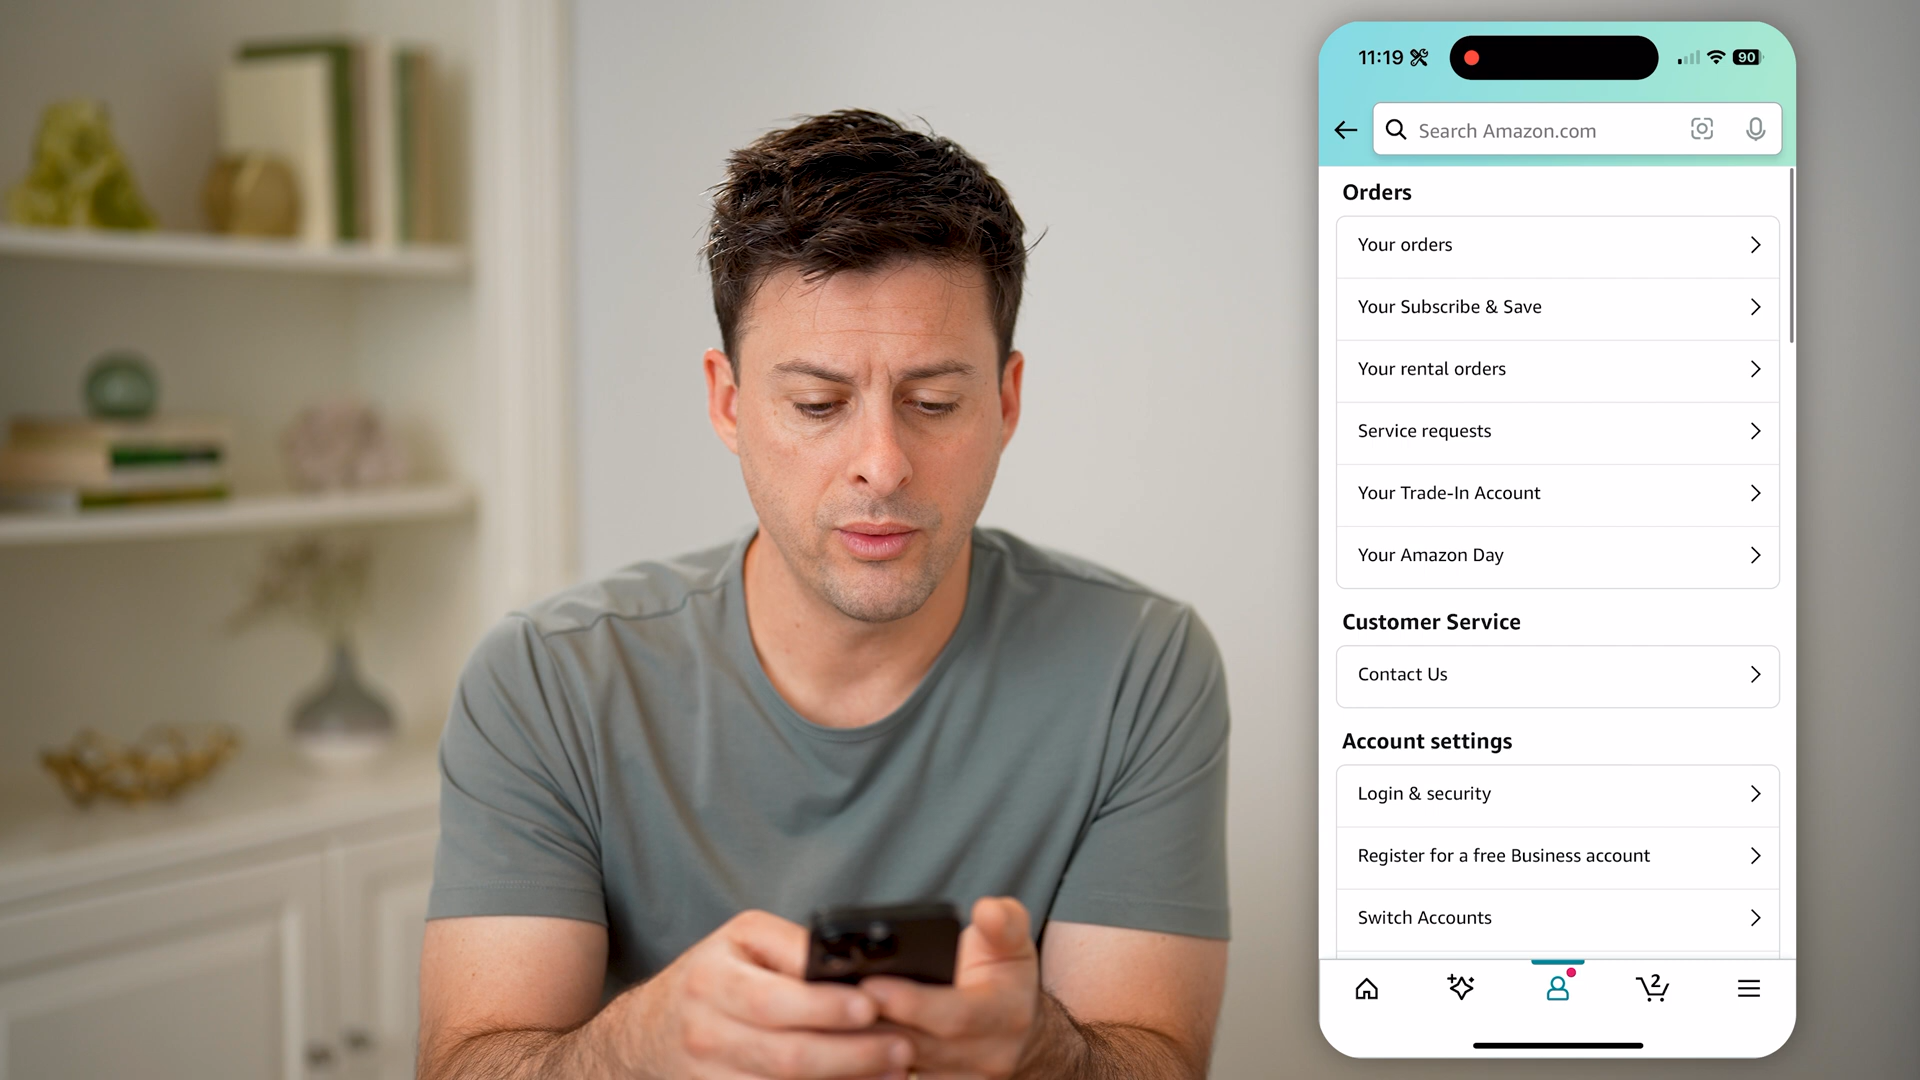 11:19
90
Search Amazon.com
Orders
Your orders
Your Subscribe & Save
Your rental orders
Service requests
Your Trade-In Account
Your Amazon Day
Customer Service
Contact Us
Account settings
Login & security
Register for a free Business account
Switch Accounts
2